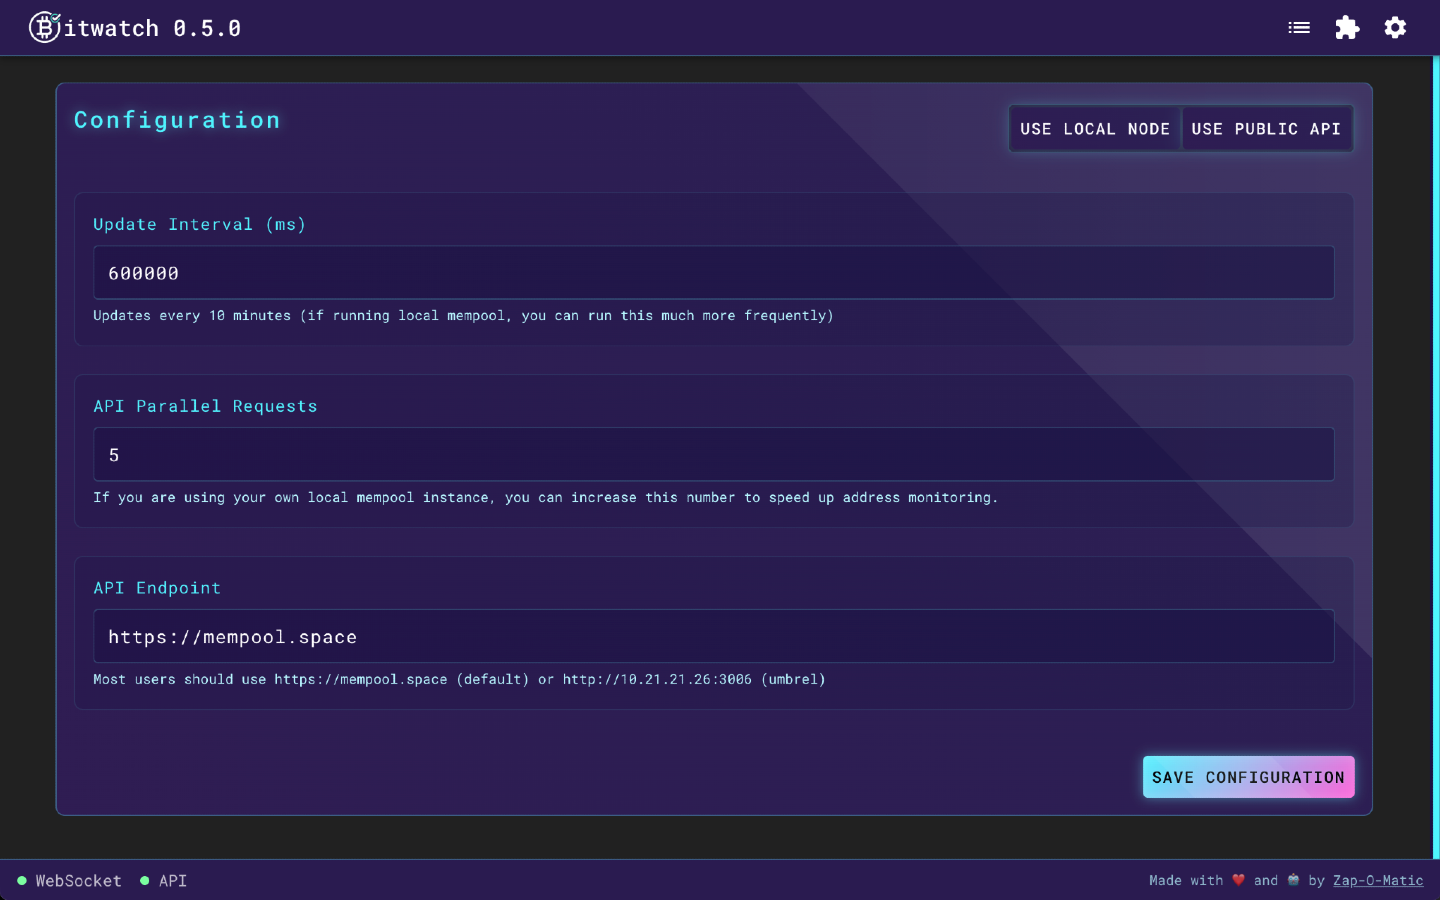 Bitwatch 0.5.0
Configuration
USE LOCAL NODE
USE PUBLIC API
Update Interval (ms)
600000
Updates every 10 minutes (if running local mempool, you can run this much more frequently)
API Parallel Requests
5
If you are using your own local mempool instance, you can increase this number to speed up address monitoring.
API Endpoint
https://mempool.space
Most users should use https://mempool.space (default) or http://10.21.21.26:3006 (umbrel)
SAVE CONFIGURATION
WebSocket
API
Made with ❤️ and 🧁 by Zap-O-Matic